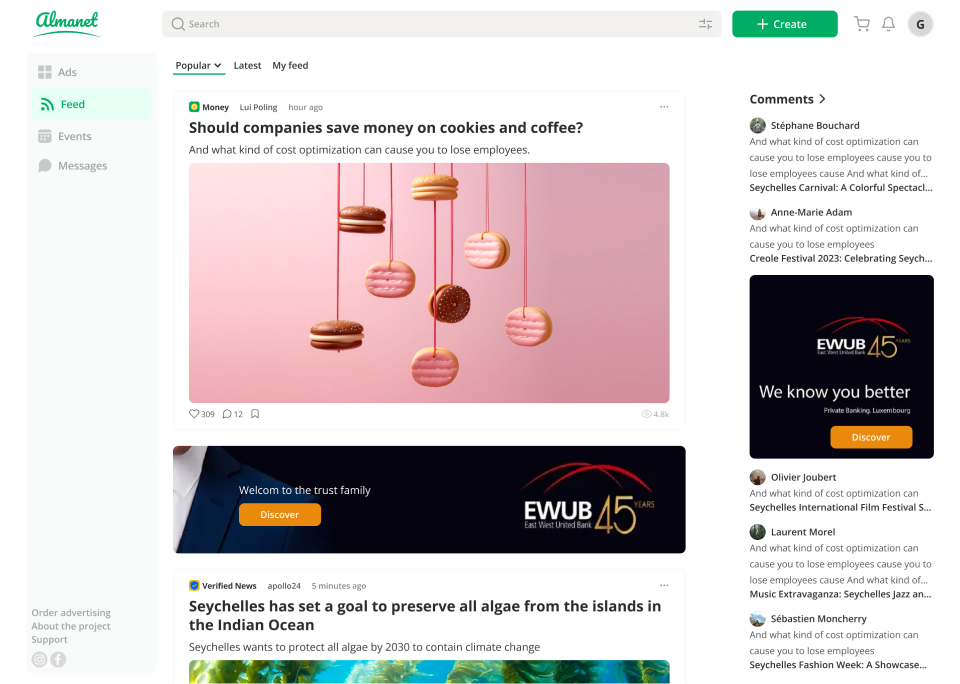 Almanet
Search
Create
G
Ads
Feed
Events
Messages
Order advertising
About the project
Support
Popular
Latest
My feed
Money Lui Poling hour ago
Should companies save money on cookies and coffee?
And what kind of cost optimization can cause you to lose employees.
309
12
4.8k
Welcom to the trust family
Discover
EWUB 45 YEARS
East West United Bank
Verified News apollo24 5 minutes ago
Seychelles has set a goal to preserve all algae from the islands in
the Indian Ocean
Seychelles wants to protect all algae by 2030 to contain climate change
Comments
Stéphane Bouchard
And what kind of cost optimization can
cause you to lose employees cause you to
lose employees cause And what kind of...
Seychelles Carnival: A Colorful Spectacl...
Anne-Marie Adam
And what kind of cost optimization can
cause you to lose employees
Creole Festival 2023: Celebrating Seych...
EWUB 45 YEARS
East West United Bank
We know you better
Private Banking, Luxembourg
Discover
Olivier Joubert
And what kind of cost optimization can
Seychelles International Film Festival S...
Laurent Morel
And what kind of cost optimization can
cause you to lose employees cause you to
lose employees cause And what kind of...
Music Extravaganza: Seychelles Jazz an...
Sébastien Moncherry
And what kind of cost optimization can
cause you to lose employees
Seychelles Fashion Week: A Showcase...